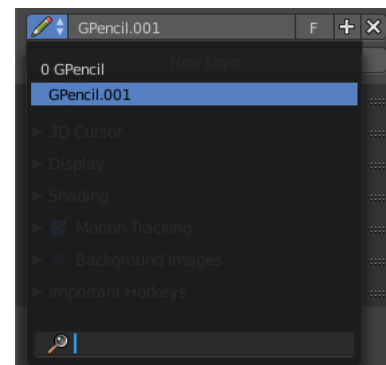 GPencil.001 F
New Layer
0 GPencil
GPencil.001
3D Cursor
Display
Shading
Motion Tracking
Background Images
Important Hotkeys